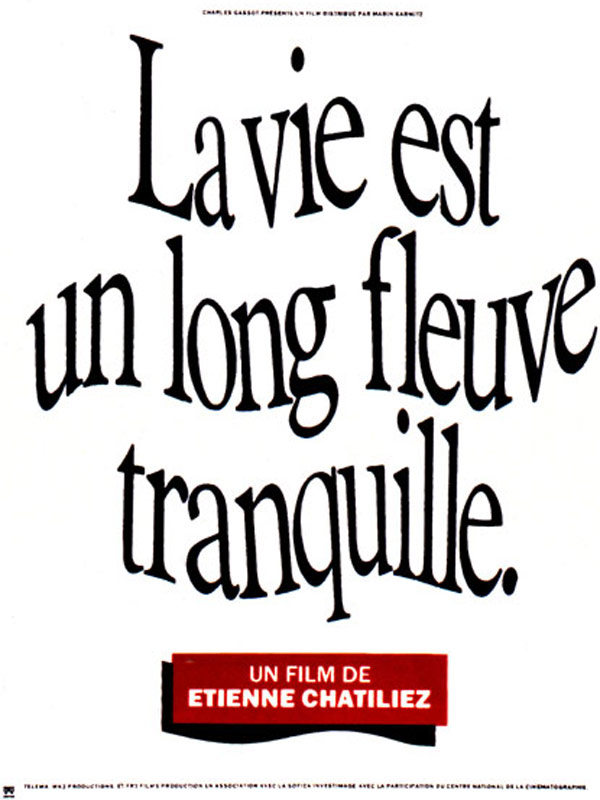 CHARLES GASSOT PRÉSENTE UN FILM DISTRIBUÉ PAR MARIN KARMITZ
La vie est
un long fleuve
tranquille.
UN FILM DE
ETIENNE CHATILIEZ
TELEMA. MK2 PRODUCTIONS. ET FR3 FILMS PRODUCTION EN ASSOCIATION AVEC LA SOFICA INVESTIMAGE AVEC LA PARTICIPATION DU CENTRE NATIONAL DE LA CINÉMATOGRAPHIE.